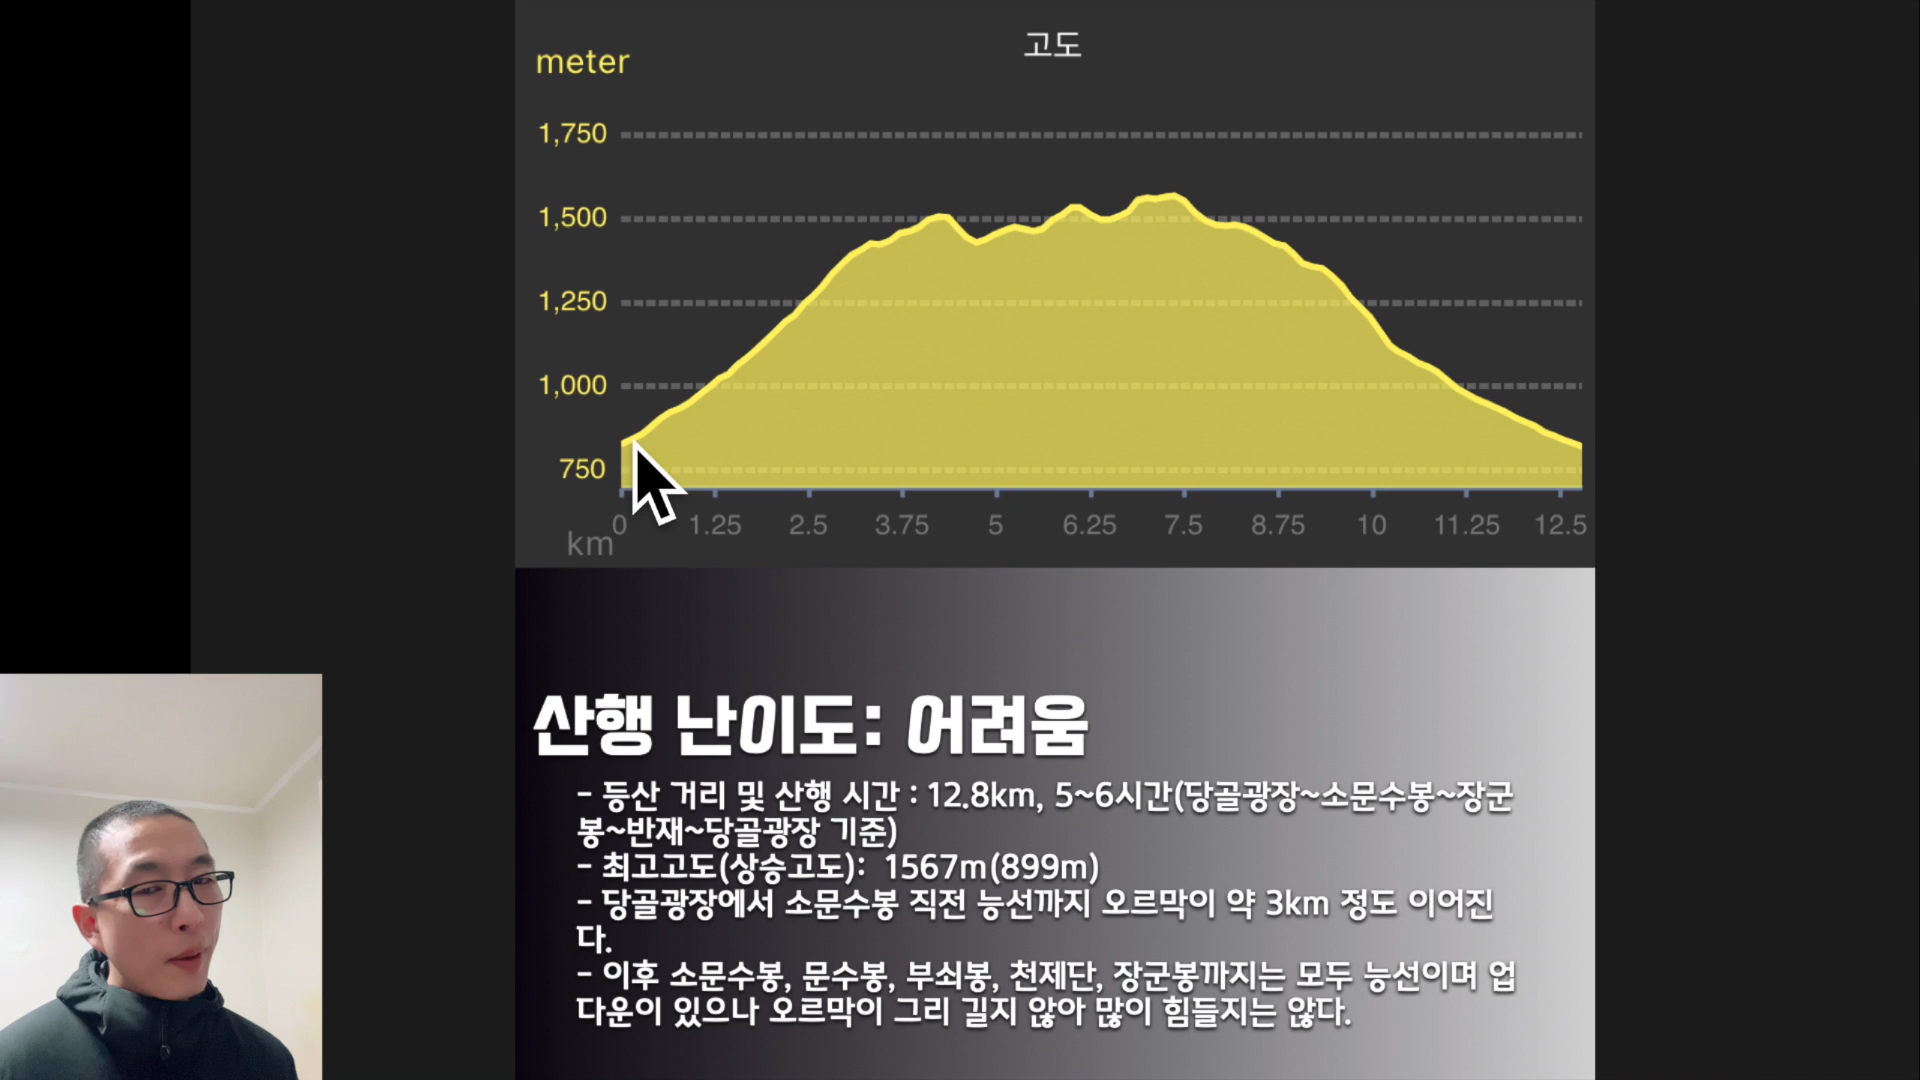 고도
meter
1,750
1,500
1,250
1,000
750
0 1.25 2.5 3.75 5 6.25 7.5 8.75 10 11.25 12.5
km
산행 난이도: 어려움
- 등산 거리 및 산행 시간 : 12.8km, 5~6시간(당골광장~소문수봉~장군
봉~반재~당골광장 기준)
- 최고고도(상승고도): 1567m(899m)
- 당골광장에서 소문수봉 직전 능선까지 오르막이 약 3km 정도 이어진
다.
- 이후 소문수봉, 문수봉, 부쇠봉, 천제단, 장군봉까지는 모두 능선이며 업
다운이 있으나 오르막이 그리 길지 않아 많이 힘들지는 않다.